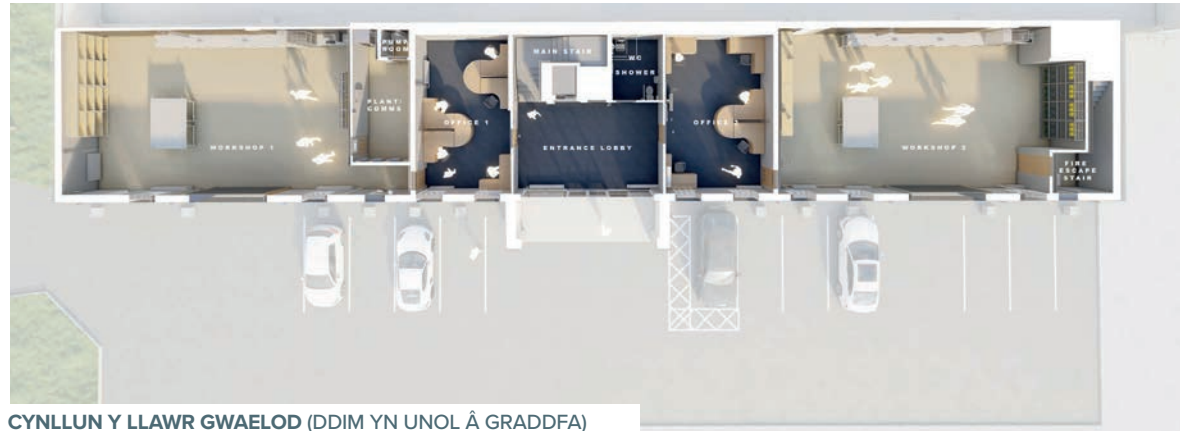 PUMP
ROOM
MAIN STAIR
WC
SHOWER
PLANT/
COMMS
WORKSHOP 1
OFFICE 1
ENTRANCE LOBBY
OFFICE 2
WORKSHOP 2
FIRE
ESCAPE
STAIR
CYNLLUN Y LLAWR GWAELOD (DDIM YN UNOL Â GRADDFA)